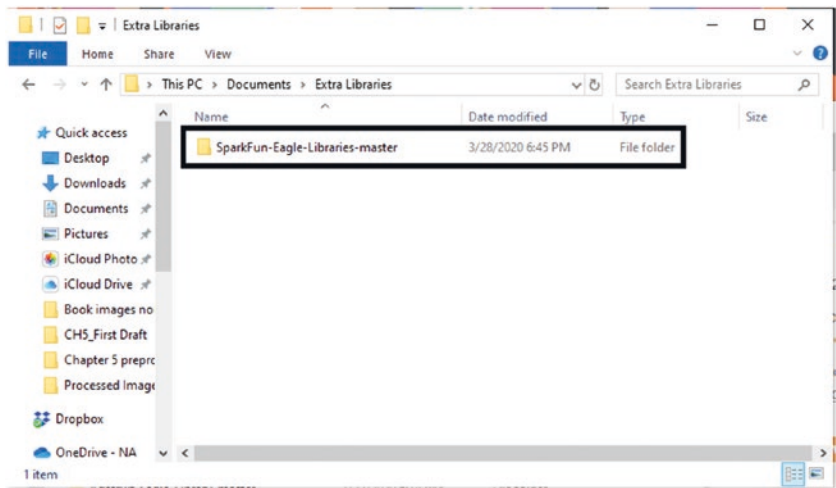 Extra Libraries
File Home Share View
This PC > Documents > Extra Libraries
Search Extra Libraries
Name Date modified Type Size
SparkFun-Eagle-Libraries-master 3/28/2020 6:45 PM File folder
Quick access
Desktop
Downloads
Documents
Pictures
iCloud Photo
iCloud Drive
Book images no
CH5_First Draft
Chapter 5 prepro
Processed Image
Dropbox
OneDrive - NA
1 item